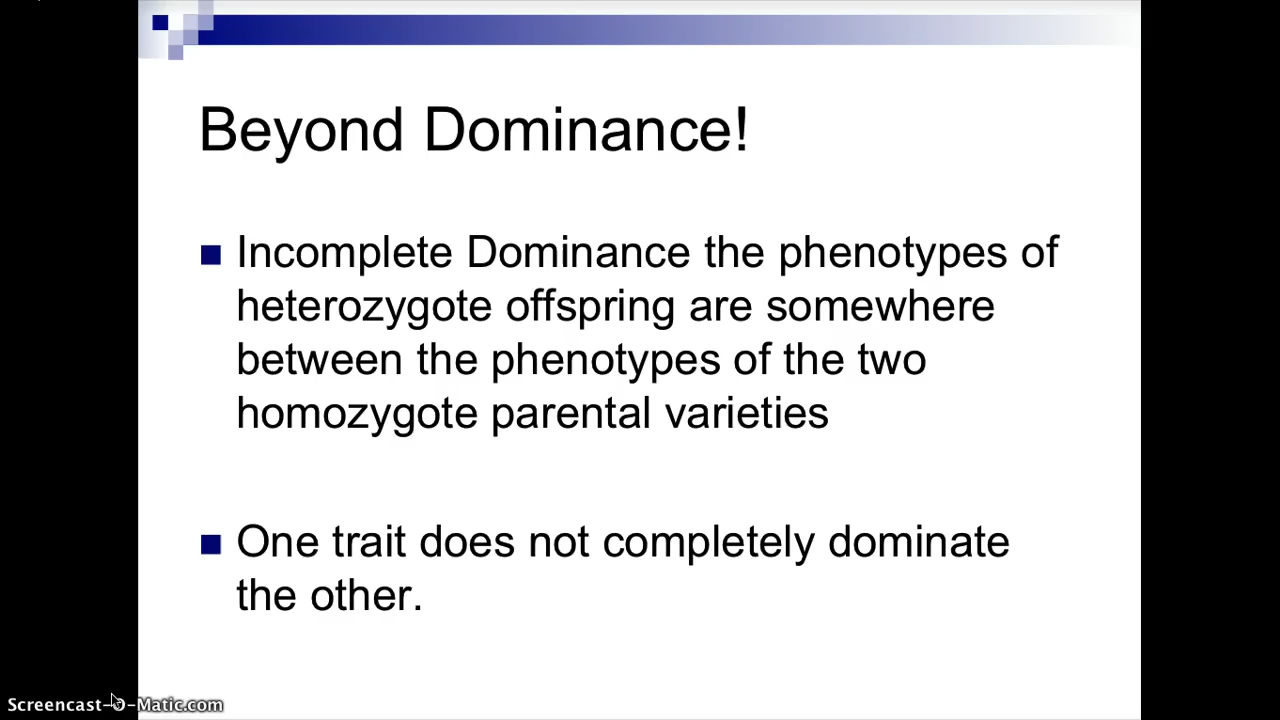 Beyond Dominance!
Incomplete Dominance the phenotypes of
heterozygote offspring are somewhere
between the phenotypes of the two
homozygote parental varieties
One trait does not completely dominate
the other.
Screencast-O-Matic.com